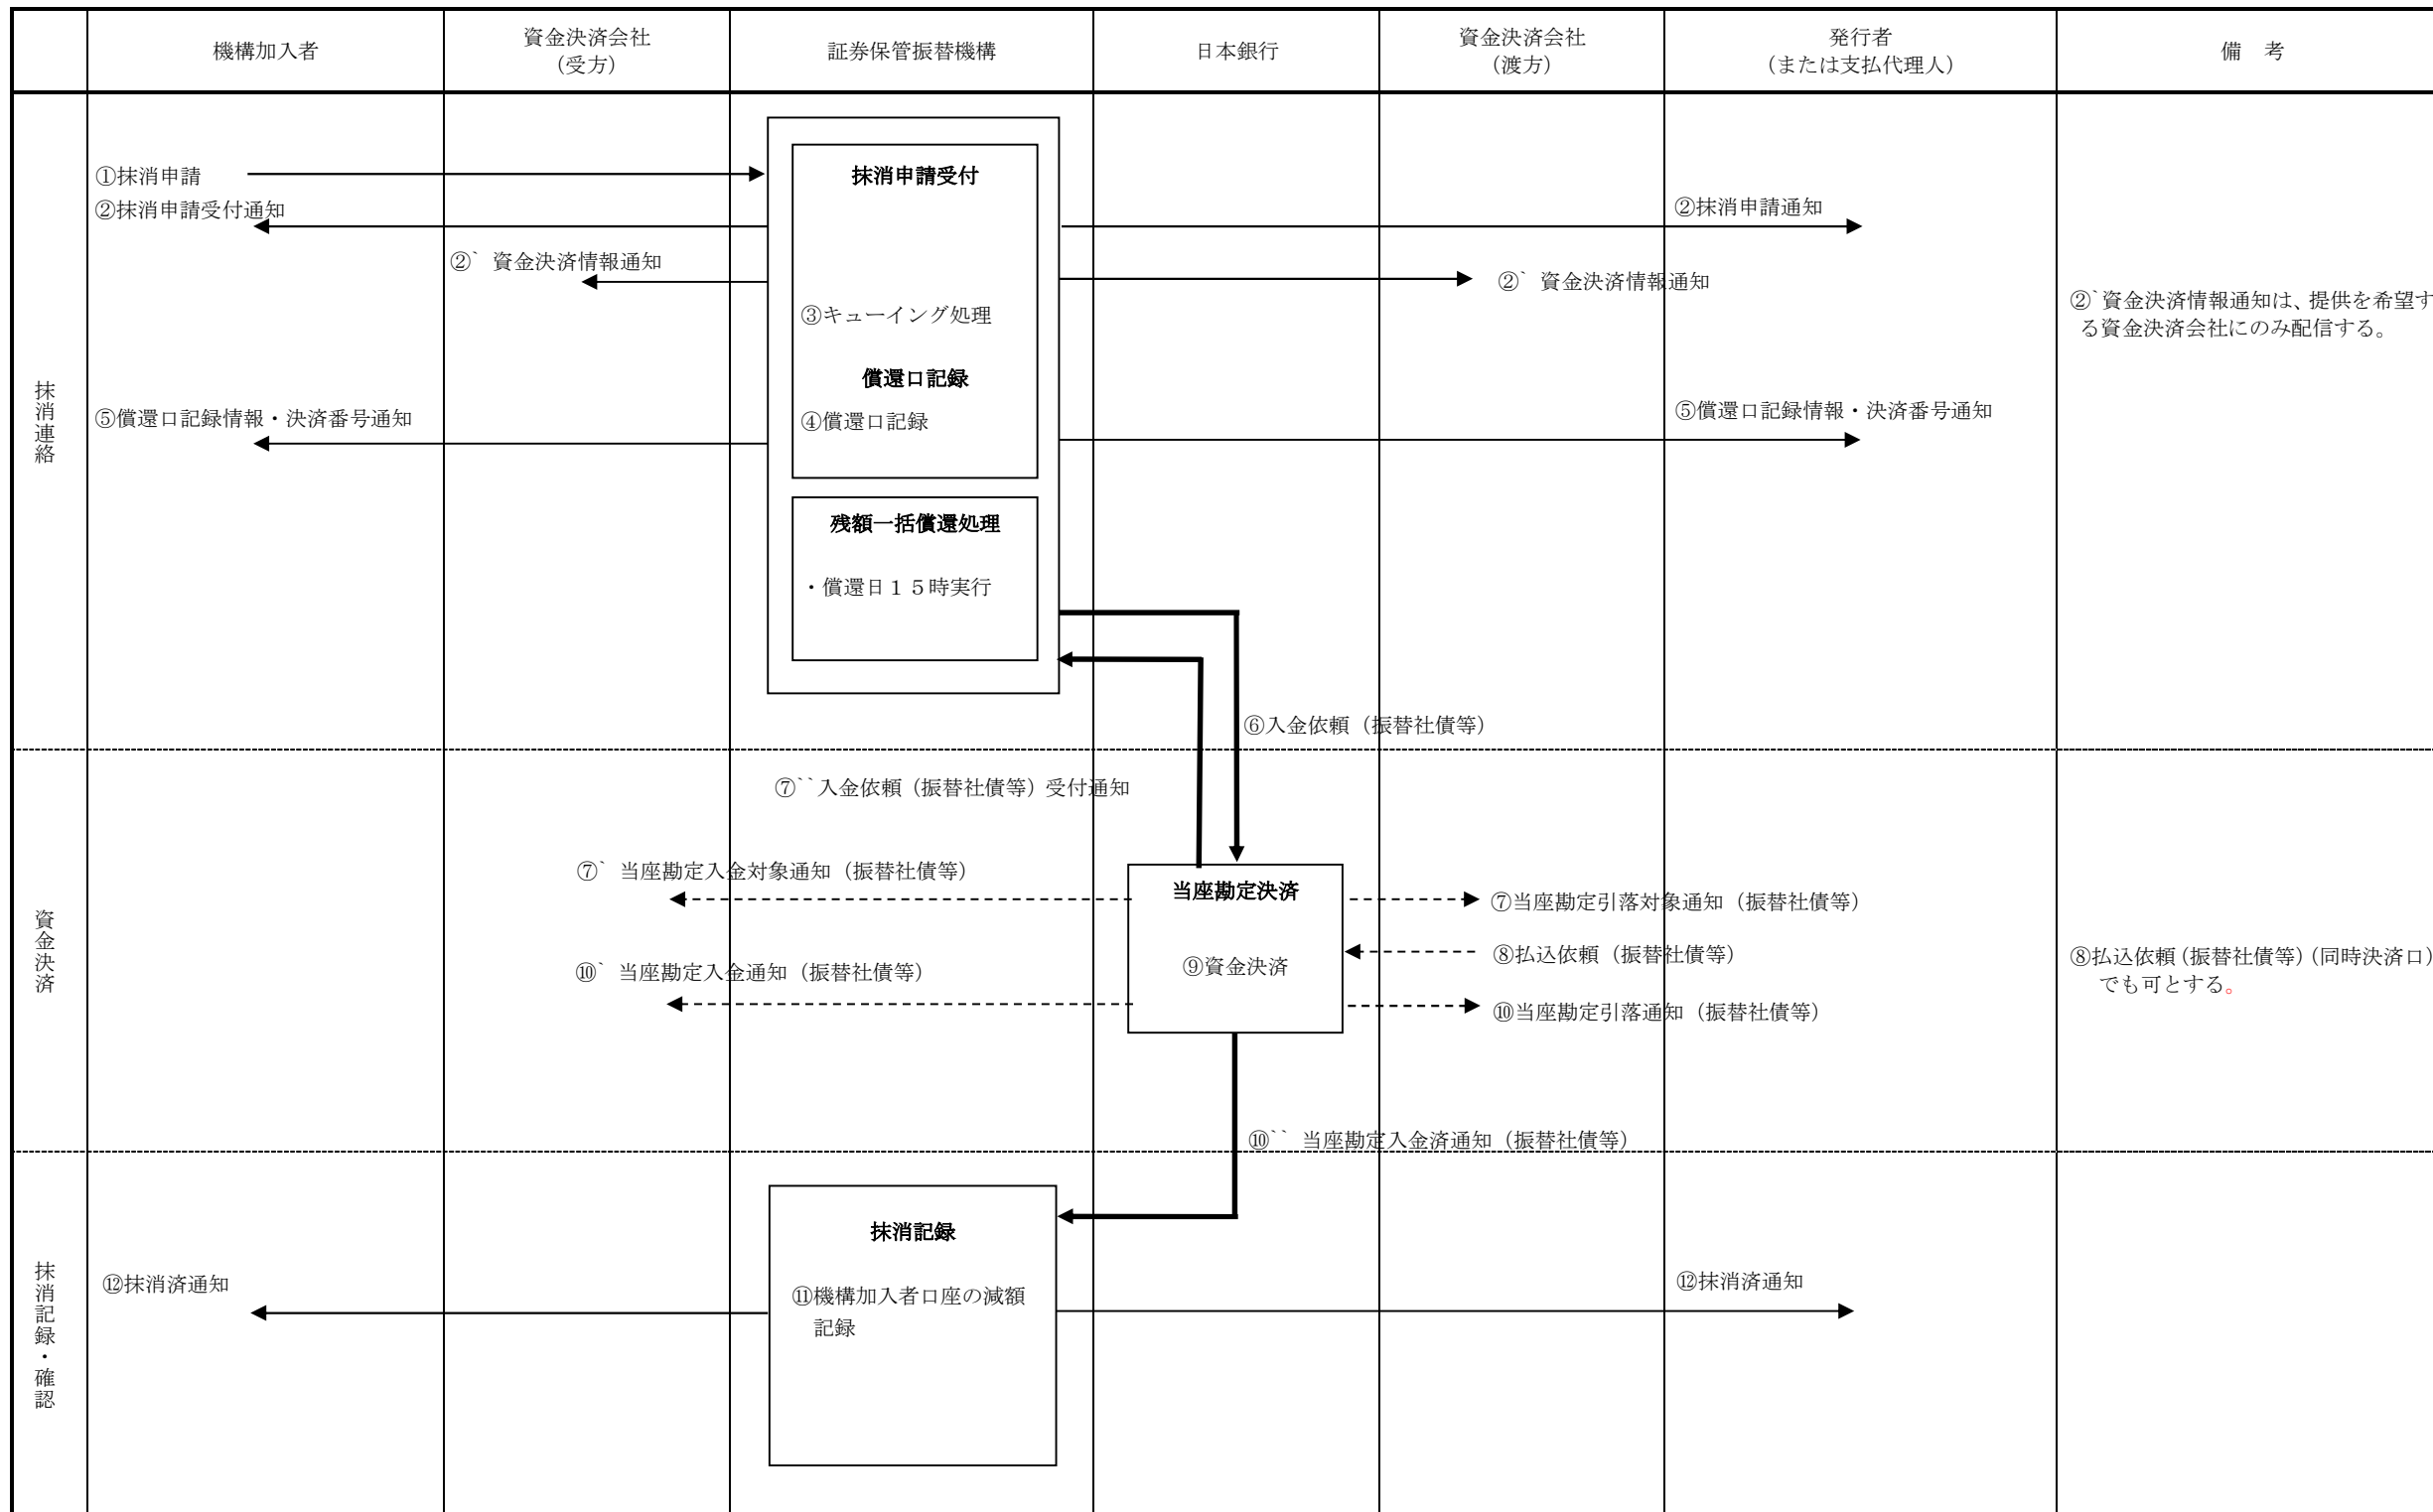 機構加入者
資金決済会社
（受方）
証券保管振替機構
日本銀行
資金決済会社
（渡方）
発行者
（または支払代理人）
備　考
抹消連絡
①抹消申請
②抹消申請受付通知
②` 資金決済情報通知
抹消申請受付
③キューイング処理
償還口記録
④償還口記録
②抹消申請通知
②` 資金決済情報通知
②`資金決済情報通知は、提供を希望す
る資金決済会社にのみ配信する。
⑤償還口記録情報・決済番号通知
⑤償還口記録情報・決済番号通知
残額一括償還処理
・償還日１５時実行
⑥入金依頼（振替社債等）
資金決済
⑦``入金依頼（振替社債等）受付通知
⑦` 当座勘定入金対象通知（振替社債等）
当座勘定決済
⑨資金決済
⑦当座勘定引落対象通知（振替社債等）
⑧払込依頼（振替社債等）
⑧払込依頼（振替社債等）（同時決済口）
でも可とする。
⑩` 当座勘定入金通知（振替社債等）
⑩当座勘定引落通知（振替社債等）
⑩`` 当座勘定入金済通知（振替社債等）
抹消記録・確認
抹消記録
⑪機構加入者口座の減額
記録
⑫抹消済通知
⑫抹消済通知